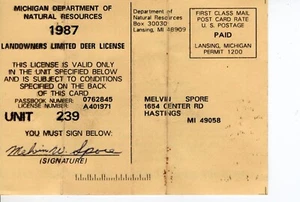 MICHIGAN DEPARTMENT OF
NATURAL RESOURCES
1987
LANDOWNERS LIMITED DEER LICENSE
THIS LICENSE IS VALID ONLY
IN THE UNIT SPECIFIED BELOW
AND IS SUBJECT TO CONDITIONS
SPECIFIED ON THE BACK
OF THIS CARD
PASSBOOK NUMBER: 0762845
LICENSE NUMBER: A401971
UNIT 239
YOU MUST SIGN BELOW:
Melvin W. Spore
(SIGNATURE)
Department of
Natural Resources
Box 30030
Lansing, MI 48909
FIRST CLASS MAIL
POST CARD RATE
U.S. POSTAGE
PAID
LANSING, MICHIGAN
PERMIT 1200
MELVIN SPORE
1654 CENTER RD
HASTINGS
MI 49058